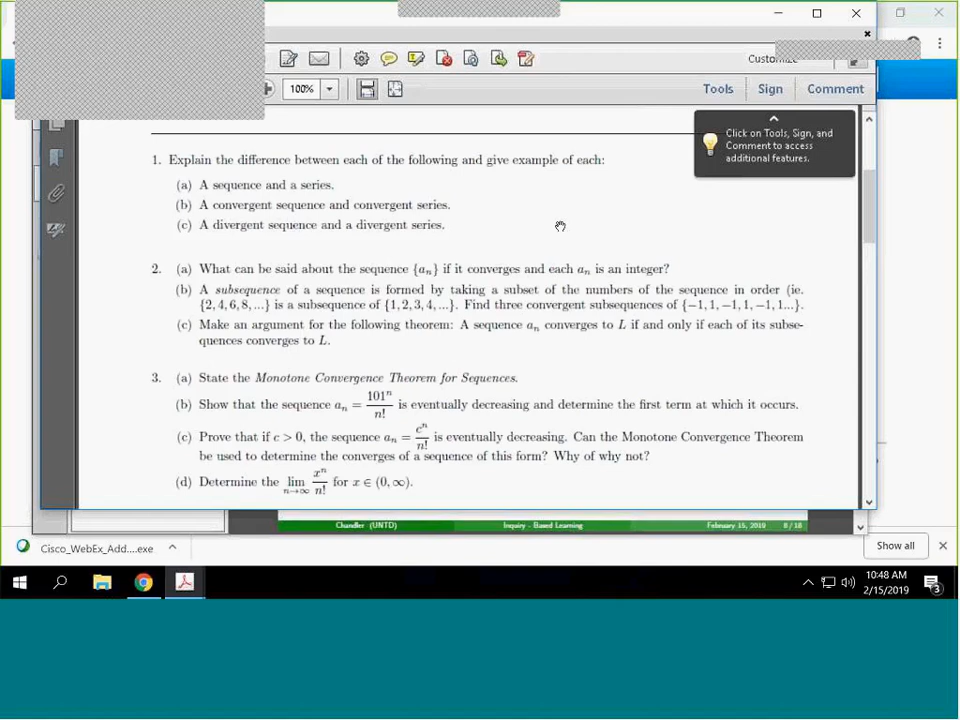 Customize
100%
Tools Sign Comment
Click on Tools, Sign, and
Comment to access
additional features.
1. Explain the difference between each of the following and give example of each:
(a) A sequence and a series.
(b) A convergent sequence and convergent series.
(c) A divergent sequence and a divergent series.
2. (a) What can be said about the sequence {aₙ} if it converges and each aₙ is an integer?
(b) A subsequence of a sequence is formed by taking a subset of the numbers of the sequence in order (ie.
{2, 4, 6, 8, ...} is a subsequence of {1, 2, 3, 4, ...}. Find three convergent subsequences of {−1, 1, −1, 1, −1, 1...}.
(c) Make an argument for the following theorem: A sequence aₙ converges to L if and only if each of its subse-
quences converges to L.
3. (a) State the Monotone Convergence Theorem for Sequences.
(b) Show that the sequence aₙ = 101ⁿ/n! is eventually decreasing and determine the first term at which it occurs.
(c) Prove that if c > 0, the sequence aₙ = cⁿ/n! is eventually decreasing. Can the Monotone Convergence Theorem
be used to determine the converges of a sequence of this form? Why of why not?
(d) Determine the lim n→∞ xⁿ/n! for x ∈ (0, ∞).
Chandler (UNTD) Inquiry - Based Learning February 15, 2019 8 / 18
Cisco_WebEx_Add....exe Show all
10:48 AM
2/15/2019
3